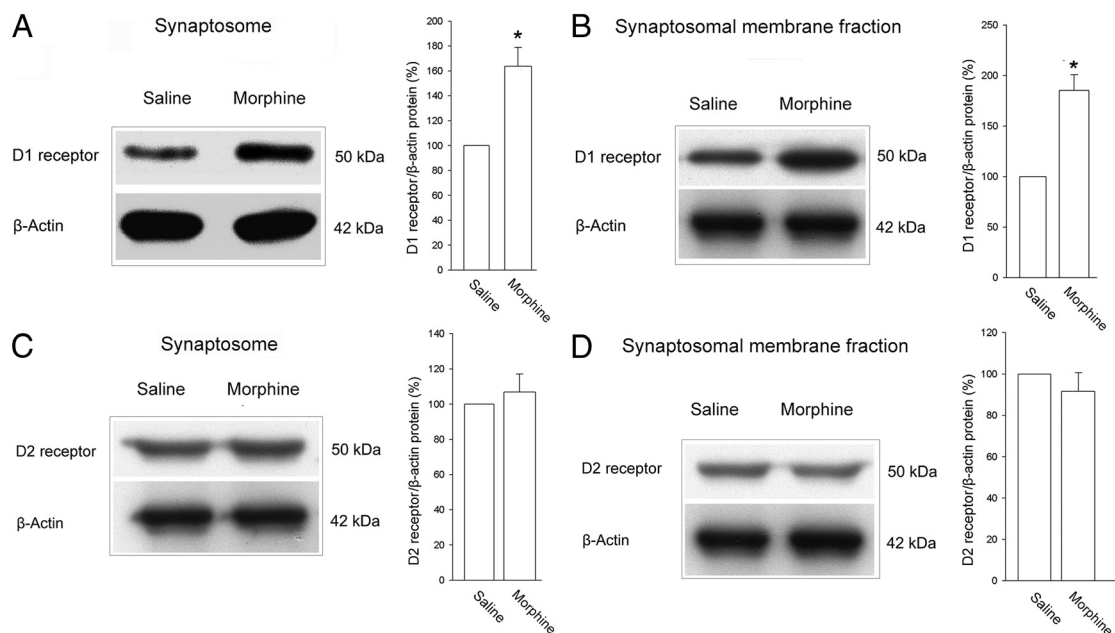 A
Synaptosome
Saline Morphine
D1 receptor
50 kDa
β-Actin
42 kDa
D1 receptor/β-actin protein (%)
200
180
160
140
120
100
80
60
40
20
0
*
Saline
Morphine
B
Synaptosomal membrane fraction
Saline Morphine
D1 receptor
50 kDa
β-Actin
42 kDa
D1 receptor/β-actin protein (%)
250
200
150
100
50
0
*
Saline
Morphine
C
Synaptosome
Saline Morphine
D2 receptor
50 kDa
β-Actin
42 kDa
D2 receptor/β-actin protein (%)
140
120
100
80
60
40
20
0
Saline
Morphine
D
Synaptosomal membrane fraction
Saline Morphine
D2 receptor
50 kDa
β-Actin
42 kDa
D2 receptor/β-actin protein (%)
120
100
80
60
40
20
0
Saline
Morphine